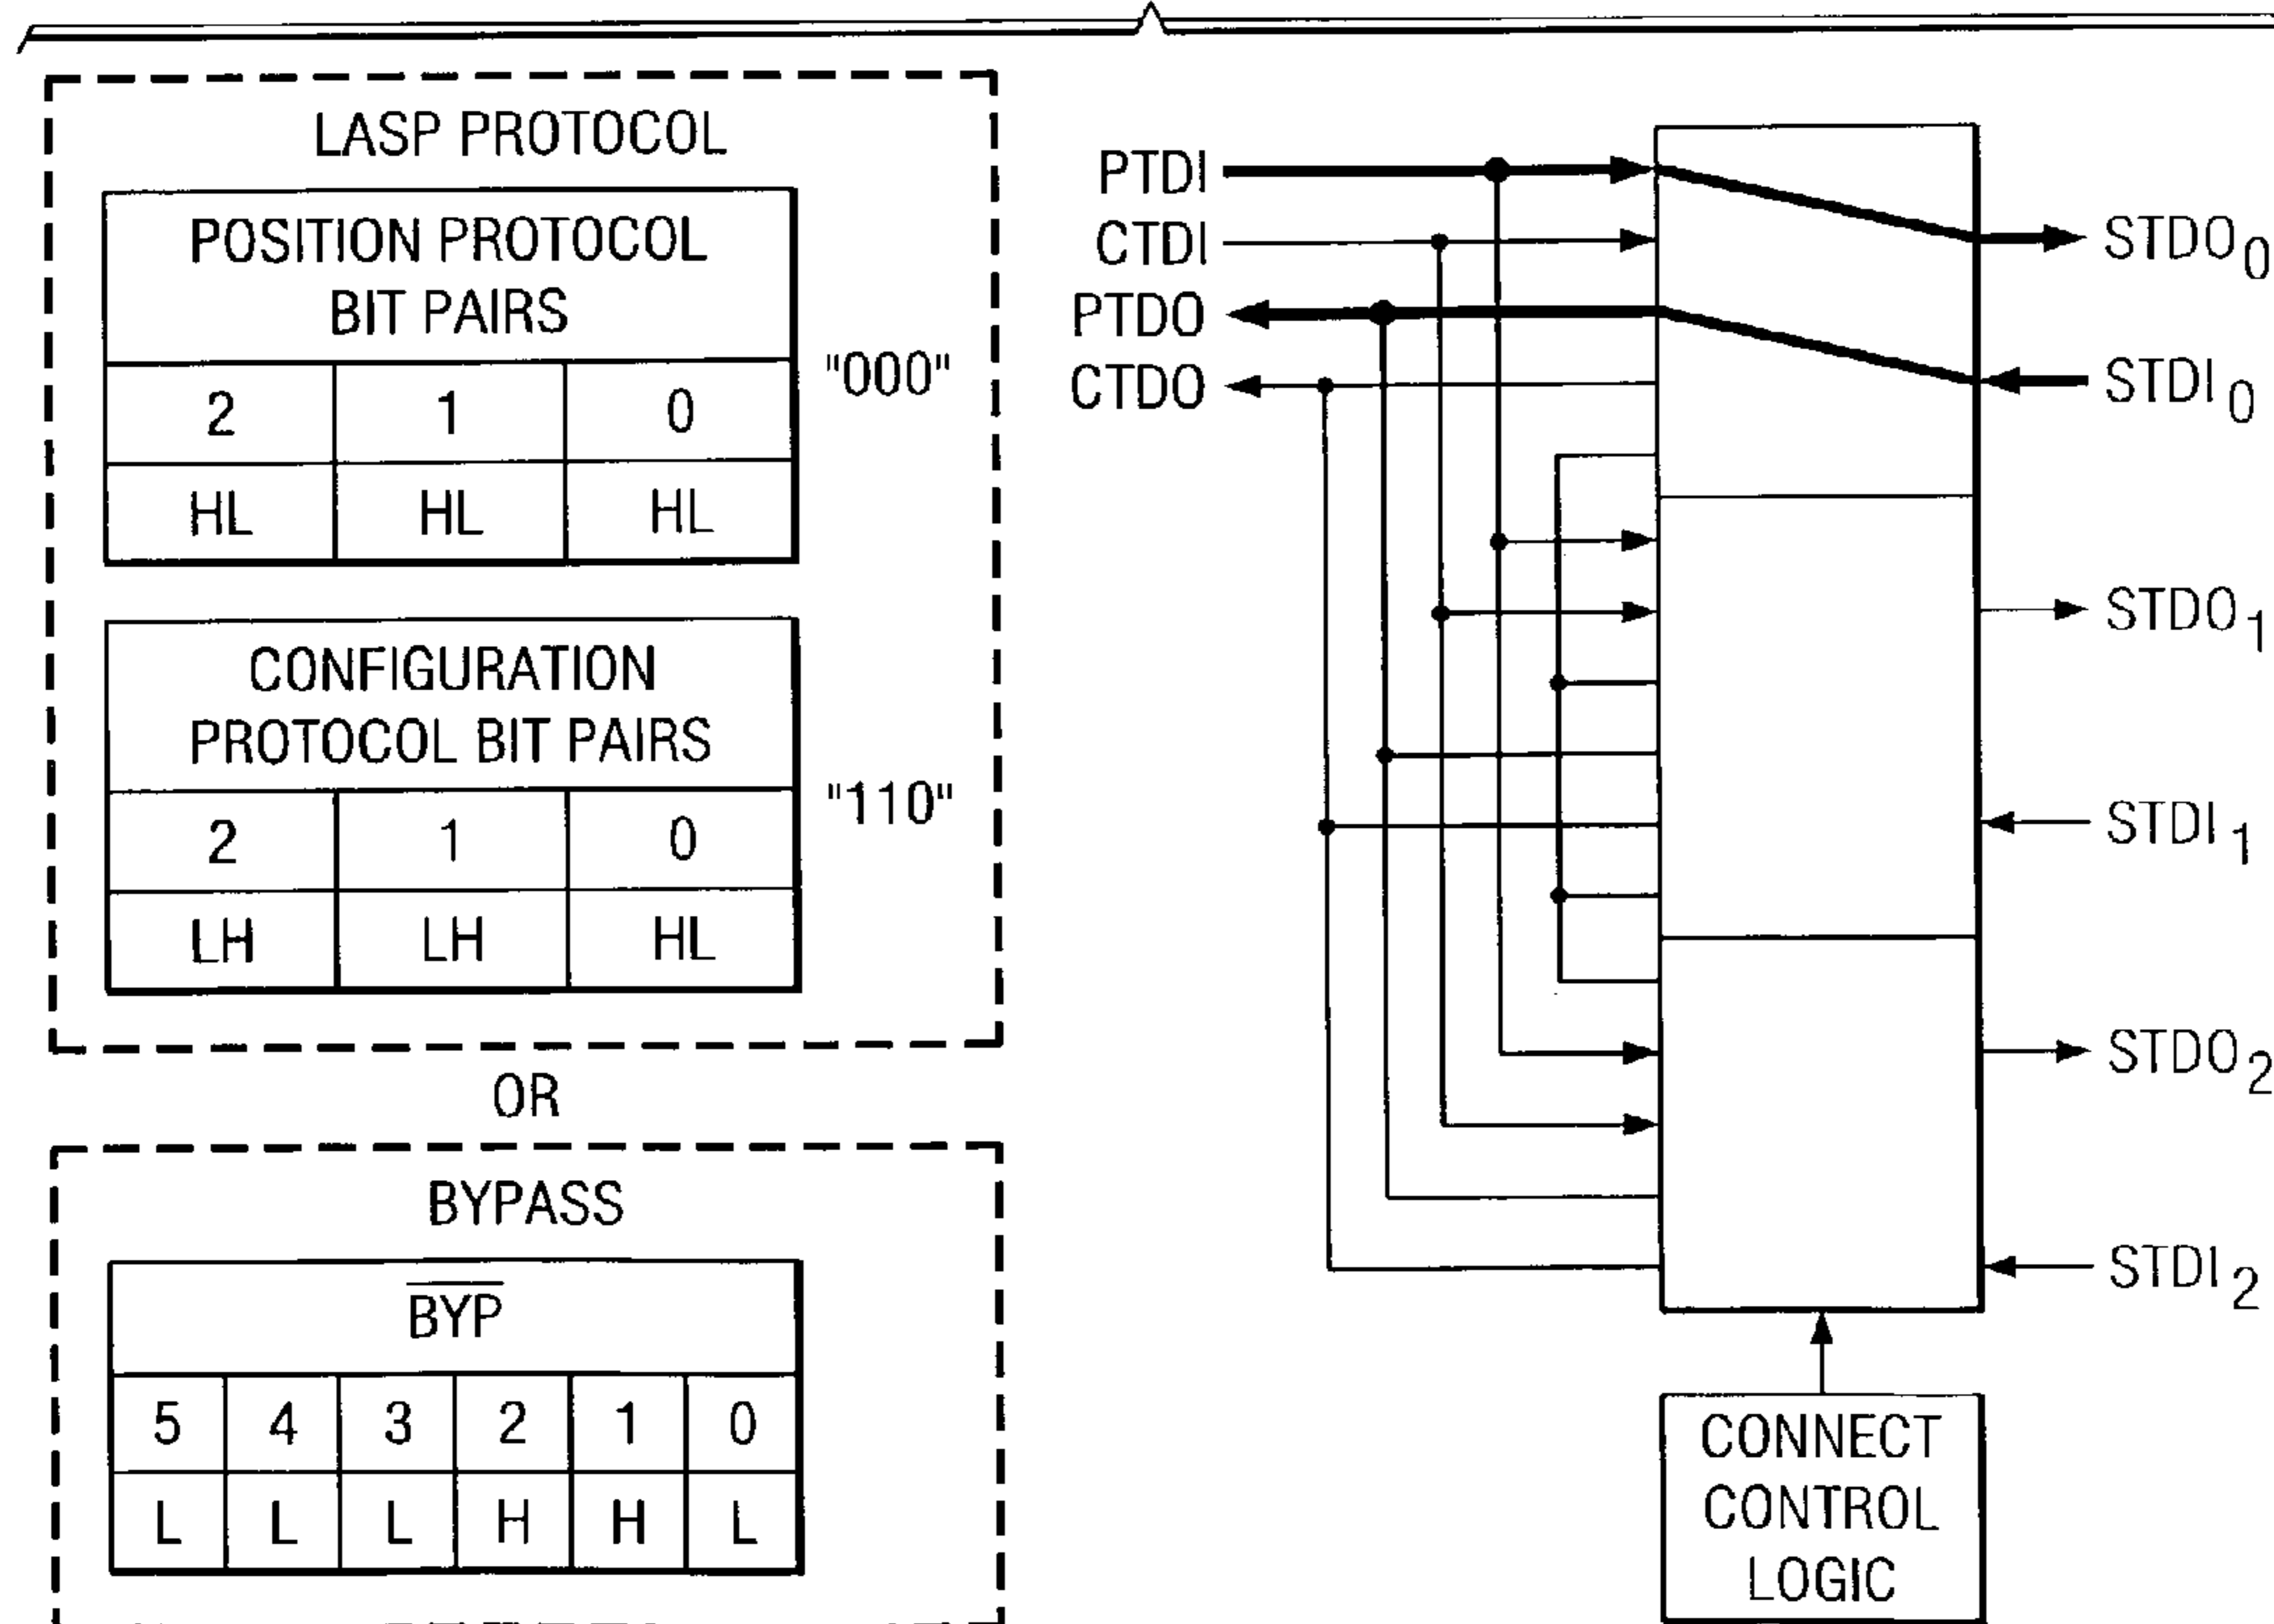 LASP PROTOCOL
POSITION PROTOCOL
BIT PAIRS
2 1 0
HL HL HL
"000"
CONFIGURATION
PROTOCOL BIT PAIRS
2 1 0
LH LH HL
"110"
OR
BYPASS
BYP
5 4 3 2 1 0
L L L H H L
PTDI
CTDI
PTDO
CTDO
STDO0
STDI0
STDO1
STDI1
STDO2
STDI2
CONNECT
CONTROL
LOGIC